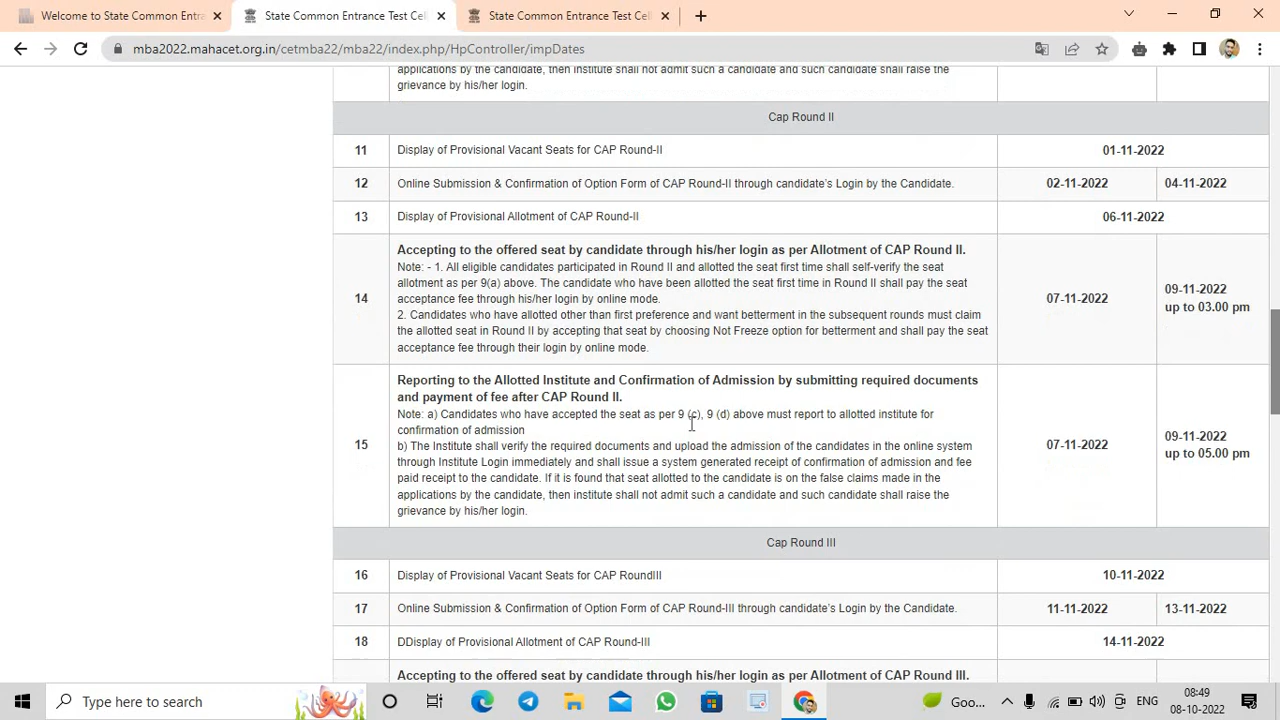 Welcome to State Common Entra
State Common Entrance Test Cel
State Common Entrance Test Cel
mba2022.mahacet.org.in/cetmba22/mba22/index.php/HpController/impDates
applications by the candidate, then institute shall not admit such a candidate and such candidate shall raise the
grievance by his/her login.
Cap Round II
11 Display of Provisional Vacant Seats for CAP Round-II 01-11-2022
12 Online Submission & Confirmation of Option Form of CAP Round-II through candidate's Login by the Candidate. 02-11-2022 04-11-2022
13 Display of Provisional Allotment of CAP Round-II 06-11-2022
Accepting to the offered seat by candidate through his/her login as per Allotment of CAP Round II.
Note: - 1. All eligible candidates participated in Round II and allotted the seat first time shall self-verify the seat
allotment as per 9(a) above. The candidate who have been allotted the seat first time in Round II shall pay the seat
acceptance fee through his/her login by online mode.
2. Candidates who have allotted other than first preference and want betterment in the subsequent rounds must claim
the allotted seat in Round II by accepting that seat by choosing Not Freeze option for betterment and shall pay the seat
acceptance fee through their login by online mode.
14 07-11-2022 09-11-2022
up to 03.00 pm
Reporting to the Allotted Institute and Confirmation of Admission by submitting required documents
and payment of fee after CAP Round II.
Note: a) Candidates who have accepted the seat as per 9 (c), 9 (d) above must report to allotted institute for
confirmation of admission
b) The Institute shall verify the required documents and upload the admission of the candidates in the online system
through Institute Login immediately and shall issue a system generated receipt of confirmation of admission and fee
paid receipt to the candidate. If it is found that seat allotted to the candidate is on the false claims made in the
applications by the candidate, then institute shall not admit such a candidate and such candidate shall raise the
grievance by his/her login.
15 07-11-2022 09-11-2022
up to 05.00 pm
Cap Round III
16 Display of Provisional Vacant Seats for CAP RoundIII 10-11-2022
17 Online Submission & Confirmation of Option Form of CAP Round-III through candidate's Login by the Candidate. 11-11-2022 13-11-2022
18 DDisplay of Provisional Allotment of CAP Round-III 14-11-2022
Accepting to the offered seat by candidate through his/her login as per Allotment of CAP Round III.
Type here to search
Goo...
ENG
08:49
08-10-2022